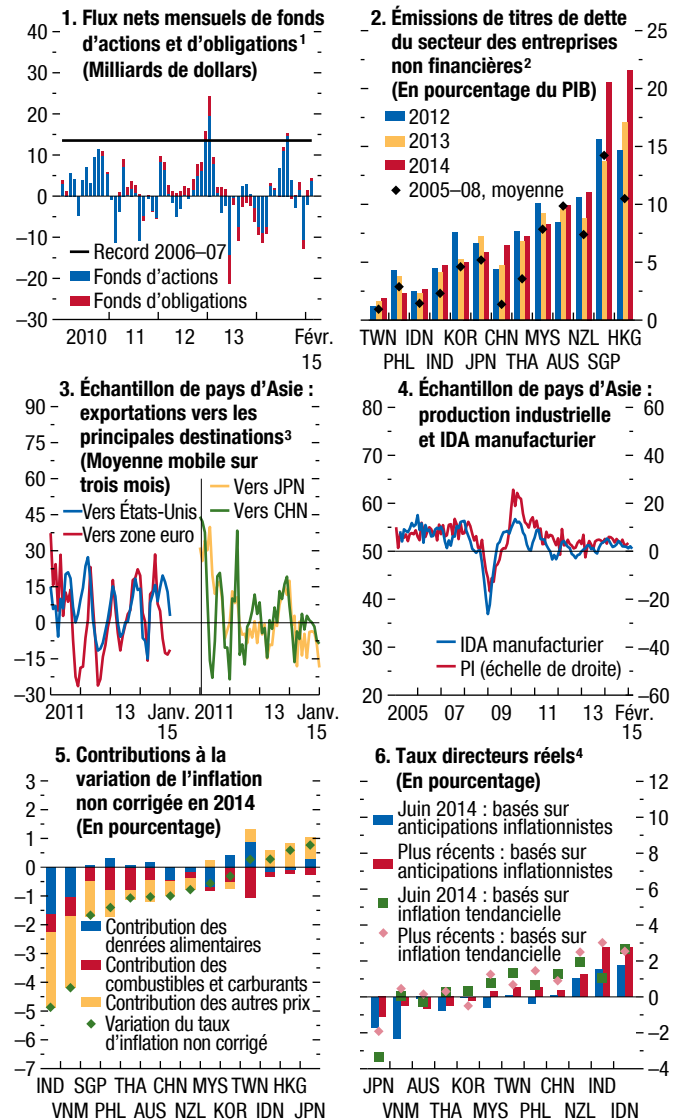 1. Flux nets mensuels de fonds
d’actions et d’obligations¹
(Milliards de dollars)
40
30
20
10
0
–10
–20
–30
Record 2006–07
Fonds d’actions
Fonds d’obligations
2010 11 12 13 Févr.
15
2. Émissions de titres de dette
du secteur des entreprises
non financières²
(En pourcentage du PIB)
2012
2013
2014
2005–08, moyenne
25
20
15
10
5
0
TWN IDN KOR CHN MYS NZL HKG
PHL IND JPN THA AUS SGP
3. Échantillon de pays d’Asie :
exportations vers les
principales destinations³
(Moyenne mobile sur
trois mois)
Vers États-Unis
Vers zone euro
Vers JPN
Vers CHN
90
75
60
45
30
15
0
–15
–30
2011 13 Janv. 2011 13 Janv.
15 15
4. Échantillon de pays d’Asie :
production industrielle
et IDA manufacturier
80
70
60
50
40
30
20
60
40
20
0
–20
–40
–60
IDA manufacturier
PI (échelle de droite)
2005 07 09 11 13 Févr.
15
5. Contributions à la
variation de l’inflation
non corrigée en 2014
(En pourcentage)
3
2
1
0
–1
–2
–3
–4
–5
–6
–7
Contribution des
denrées alimentaires
Contribution des
combustibles et carburants
Contribution des autres prix
Variation du taux
d’inflation non corrigé
IND SGP THA CHN MYS TWN HKG
VNM PHL AUS NZL KOR IDN JPN
6. Taux directeurs réels⁴
(En pourcentage)
Juin 2014 : basés sur
anticipations inflationnistes
Plus récents : basés sur
anticipations inflationnistes
Juin 2014 : basés sur
inflation tendancielle
Plus récents : basés sur
inflation tendancielle
12
10
8
6
4
2
0
–2
–4
JPN AUS KOR TWN CHN IND
VNM THA MYS PHL NZL IDN